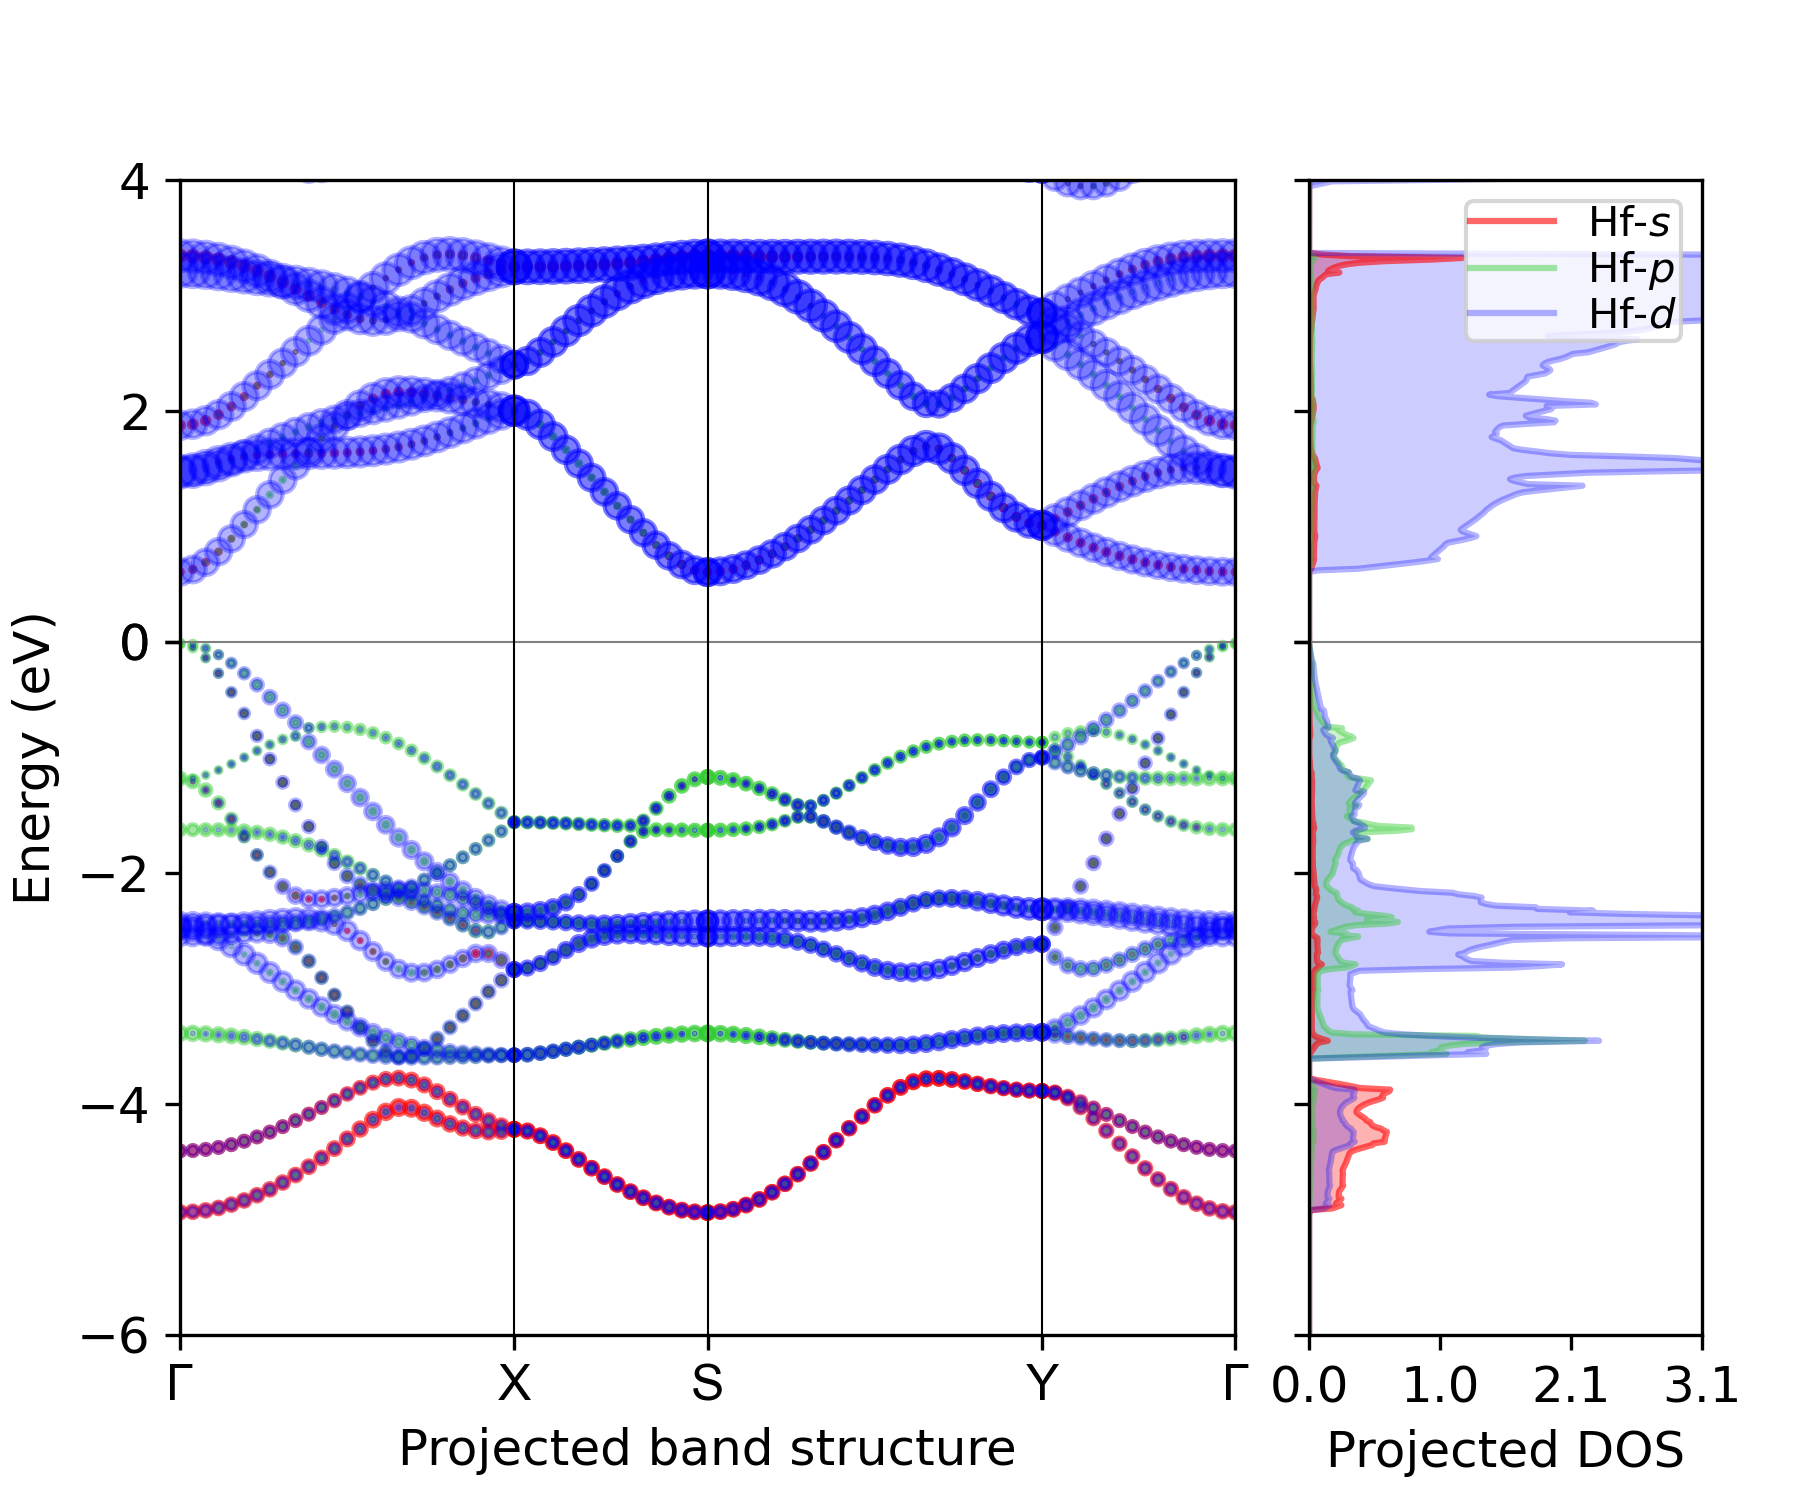 4
2
0
−2
−4
−6
Energy (eV)
Γ X S Y Γ
Projected band structure
Hf-s
Hf-p
Hf-d
0.0 1.0 2.1 3.1
Projected DOS